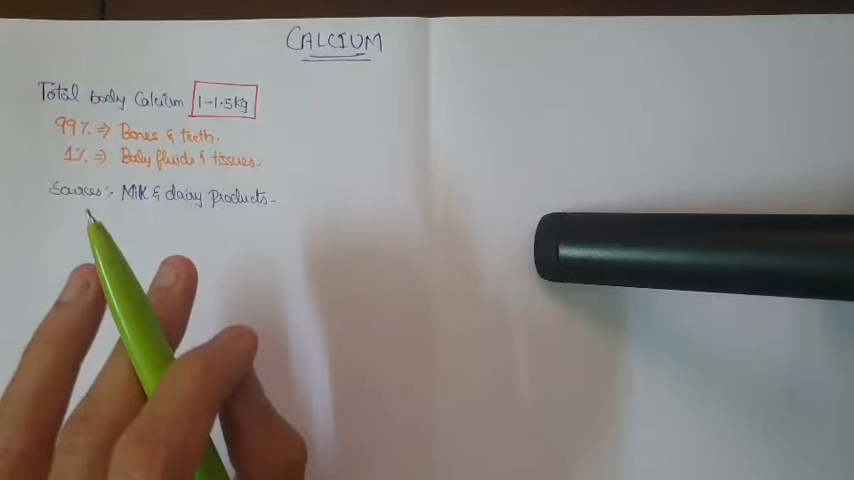 CALCIUM
Total body Calcium 1-1.5kg
99% ⇒ Bones & teeth.
1% ⇒ Body fluids & tissues.
Sources:- Milk & dairy Products-